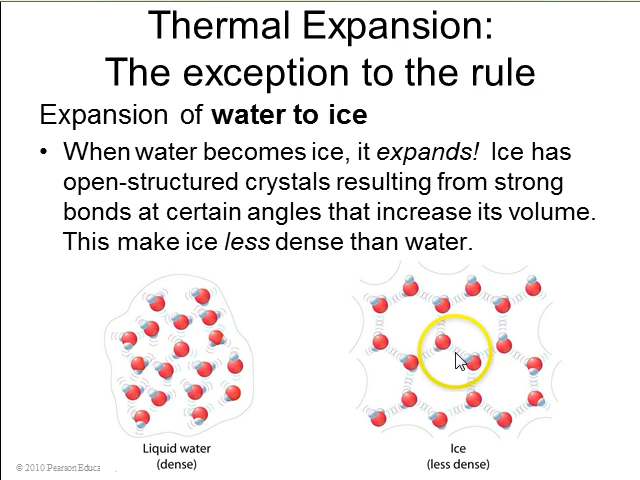 Thermal Expansion:
The exception to the rule
Expansion of water to ice
• When water becomes ice, it expands! Ice has
open-structured crystals resulting from strong
bonds at certain angles that increase its volume.
This make ice less dense than water.
Liquid water
(dense)
Ice
(less dense)
© 2010 Pearson Educa